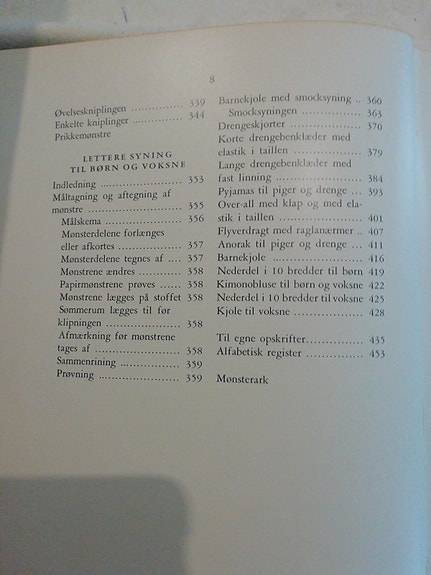 8
Øvelseskniplingen ................ 339
Enkelte kniplinger ................ 344
Prikkemønstre
LETTERE SYNING
TIL BØRN OG VOKSNE
Indledning ........................ 353
Måltagning og aftegning af
mønstre ........................ 355
Målskema ........................ 356
Mønsterdelene forlænges
eller afkortes ................ 357
Mønsterdelene tegnes af .... 357
Mønstrene ændres ............ 358
Papirmønstrene prøves ...... 358
Mønstrene lægges på stoffet 358
Sømmerum lægges til før
klipningen ........................ 358
Afmærkning før mønstrene
tages af ........................ 358
Sammenrining .................... 359
Prøvning ............................ 359
Barnekjole med smocksyning .. 360
Smocksyningen ................ 363
Drengeskjorter .................... 370
Korte drengebenklæder med
elastik i taillen ................ 379
Lange drengebenklæder med
fast linning ........................ 384
Pyjamas til piger og drenge ... 393
Over-all med klap og med ela-
stik i taillen .................... 401
Flyverdragt med raglanærmer .. 407
Anorak til piger og drenge .... 411
Barnekjole ........................ 416
Nederdel i 10 bredder til børn 419
Kimonobluse til børn og voksne 422
Nederdel i 10 bredder til voksne 425
Kjole til voksne ................ 428
Til egne opskrifter ................ 435
Alfabetisk register ................ 453
Mønsterark